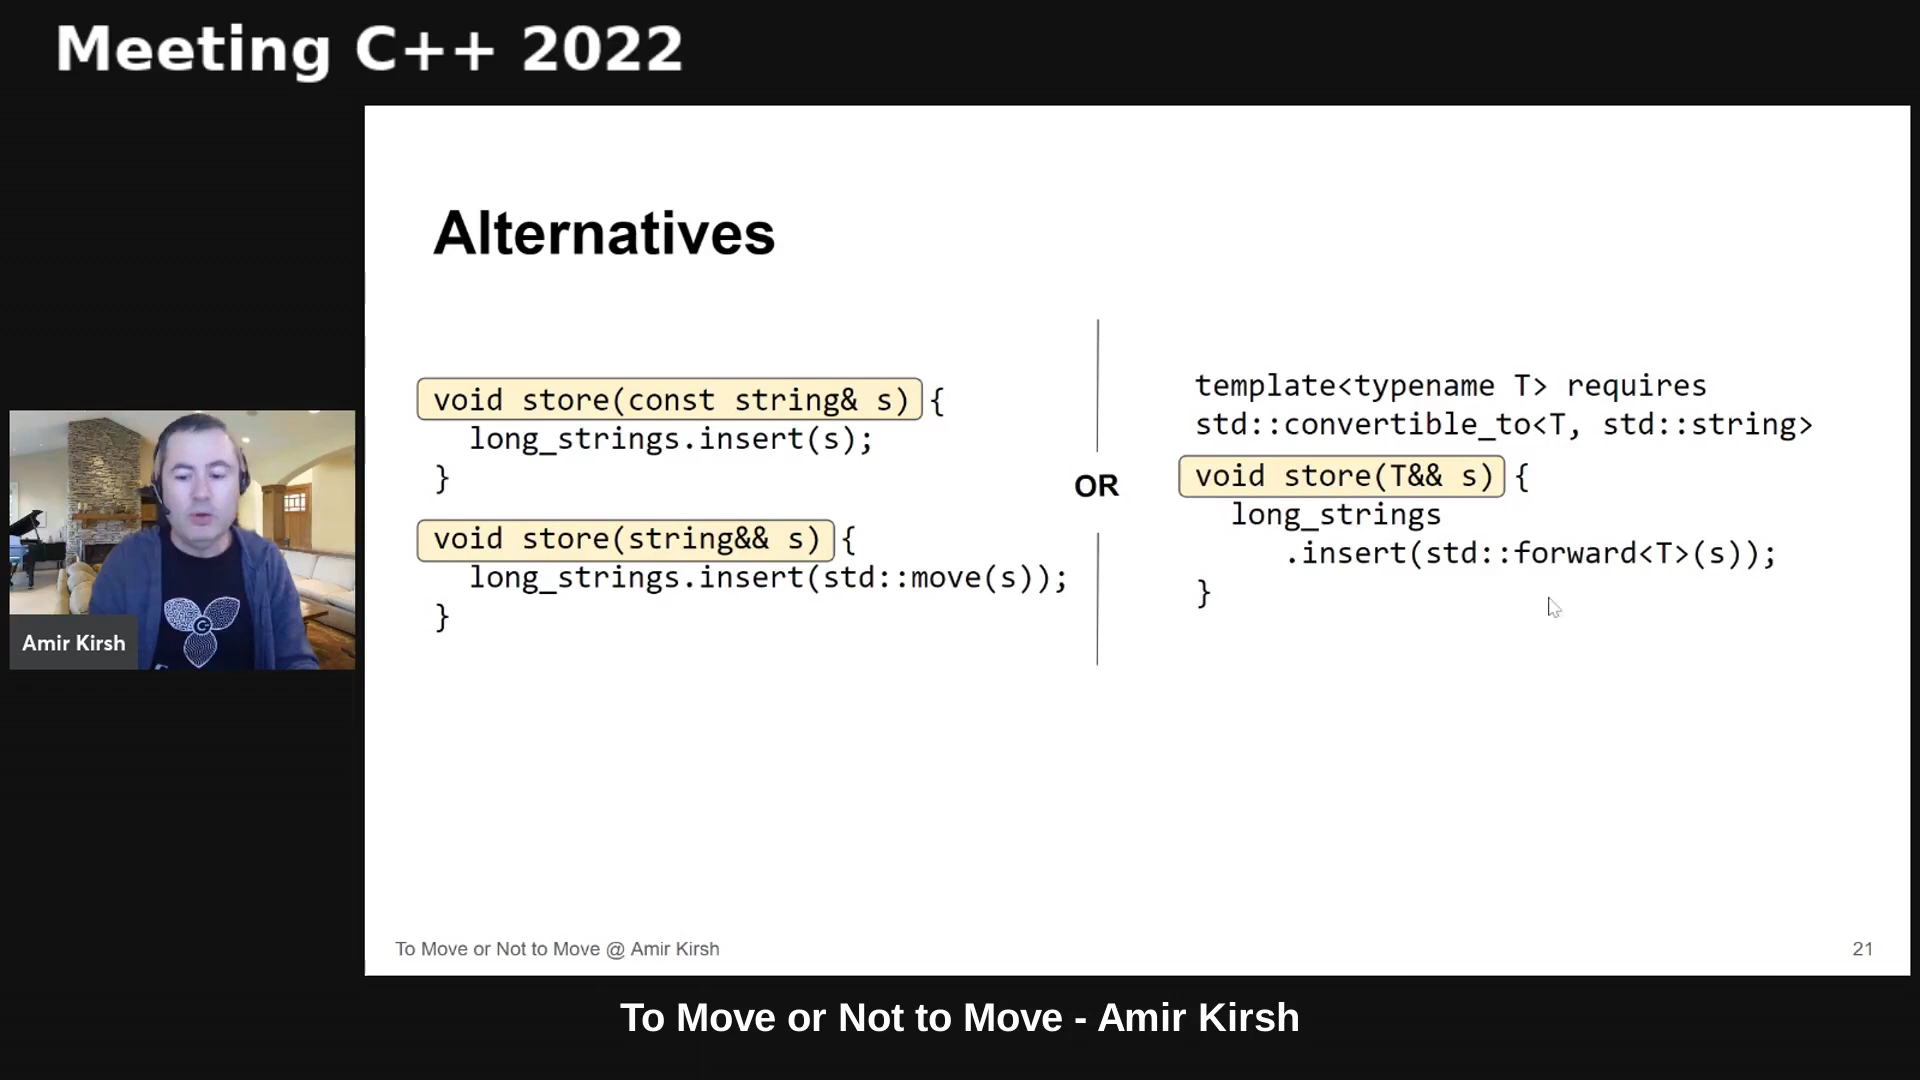 Meeting C++ 2022
Alternatives
void store(const string& s) {
long_strings.insert(s);
}
void store(string&& s) {
long_strings.insert(std::move(s));
}
OR
template<typename T> requires
std::convertible_to<T, std::string>
void store(T&& s) {
long_strings
.insert(std::forward<T>(s));
}
Amir Kirsh
To Move or Not to Move @ Amir Kirsh
21
To Move or Not to Move - Amir Kirsh